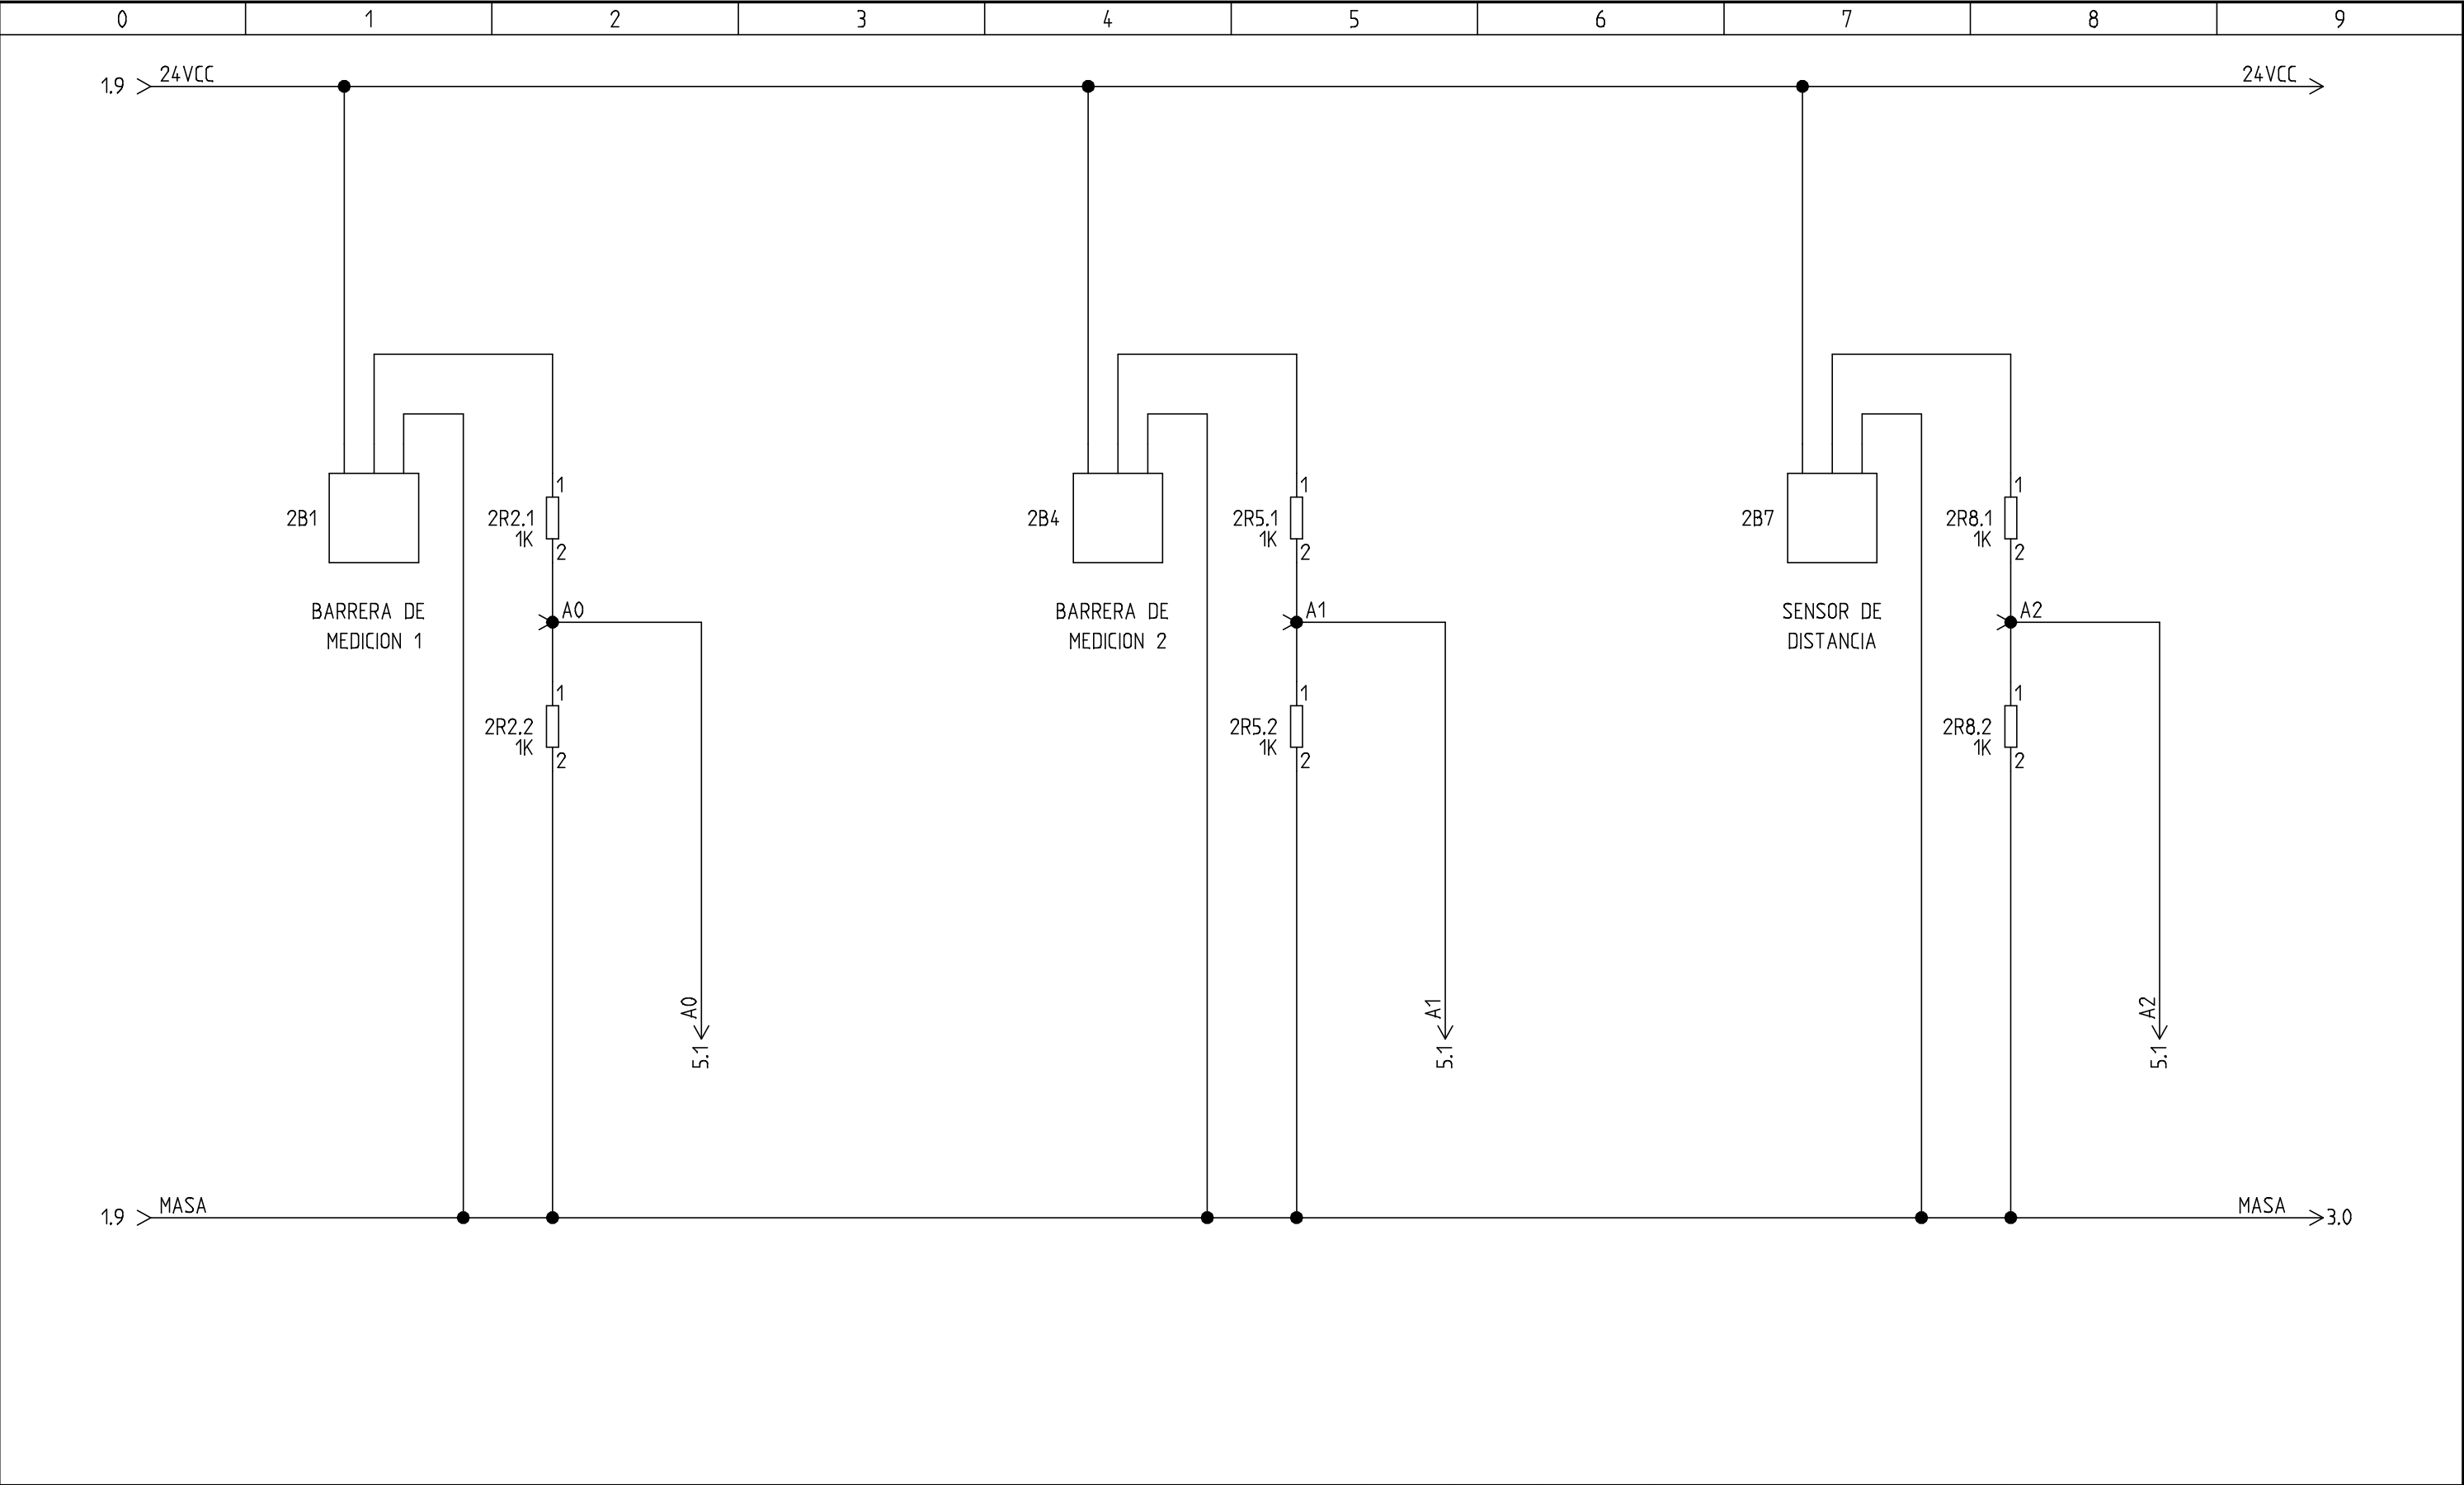 0 1 2 3 4 5 6 7 8 9
24VCC 24VCC
1.9
2B1
2R2.1
1K
1
2
BARRERA DE
MEDICION 1
A0
2R2.2
1K
1
2
A0
5.1
2B4
2R5.1
1K
1
2
BARRERA DE
MEDICION 2
A1
2R5.2
1K
1
2
A1
5.1
2B7
2R8.1
1K
1
2
SENSOR DE
DISTANCIA
A2
2R8.2
1K
1
2
A2
5.1
MASA MASA
1.9 3.0